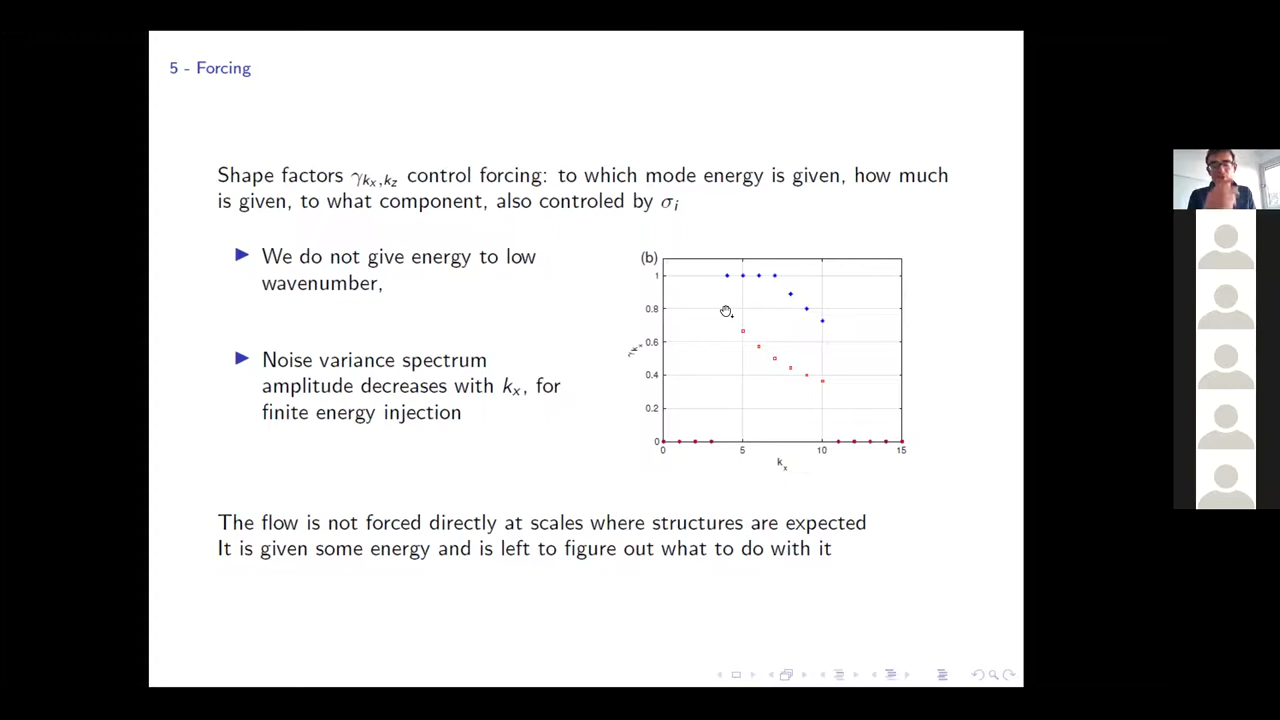 5 - Forcing
Shape factors γkx,kz control forcing: to which mode energy is given, how much
is given, to what component, also controled by σi
We do not give energy to low
wavenumber,
Noise variance spectrum
amplitude decreases with kx, for
finite energy injection
(b)
1
0.8
0.6
0.4
0.2
0
γkx
0 5 10 15
kx
The flow is not forced directly at scales where structures are expected
It is given some energy and is left to figure out what to do with it